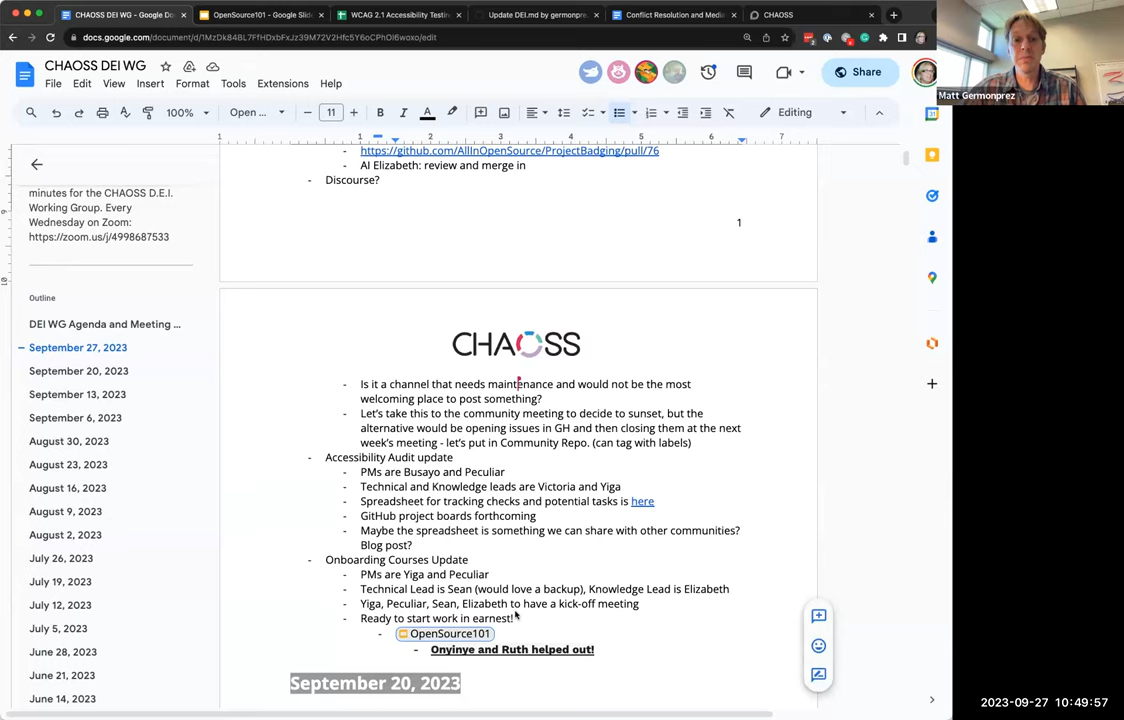 CHAOSS DEI WG - Google Do
OpenSource101 - Google Slide
WCAG 2.1 Accessibility Testin
Update DEI.md by germonpre
Conflict Resolution and Medi
CHAOSS
docs.google.com/document/d/
CHAOSS DEI WG
File Edit View Insert Format Tools Extensions Help
Share
100% Open ... 11 Editing
Matt Germonprez
1 1 2 3 4 5 6 7
minutes for the CHAOSS D.E.I.
Working Group. Every
Wednesday on Zoom:
https://zoom.us/j/4998687533
Outline
DEI WG Agenda and Meeting ...
September 27, 2023
September 20, 2023
September 13, 2023
September 6, 2023
August 30, 2023
August 23, 2023
August 16, 2023
August 9, 2023
August 2, 2023
July 26, 2023
July 19, 2023
July 12, 2023
July 5, 2023
June 28, 2023
June 21, 2023
June 14, 2023
- https://github.com/AllInOpenSource/ProjectBadging/pull/76
- AI Elizabeth: review and merge in
- Discourse?
1
CHAOSS
- Is it a channel that needs maintenance and would not be the most
welcoming place to post something?
- Let's take this to the community meeting to decide to sunset, but the
alternative would be opening issues in GH and then closing them at the next
week's meeting - let's put in Community Repo. (can tag with labels)
- Accessibility Audit update
- PMs are Busayo and Peculiar
- Technical and Knowledge leads are Victoria and Yiga
- Spreadsheet for tracking checks and potential tasks is here
- GitHub project boards forthcoming
- Maybe the spreadsheet is something we can share with other communities?
Blog post?
- Onboarding Courses Update
- PMs are Yiga and Peculiar
- Technical Lead is Sean (would love a backup), Knowledge Lead is Elizabeth
- Yiga, Peculiar, Sean, Elizabeth to have a kick-off meeting
- Ready to start work in earnest!
- OpenSource101
- Onyinye and Ruth helped out!
September 20, 2023
2023-09-27 10:49:57